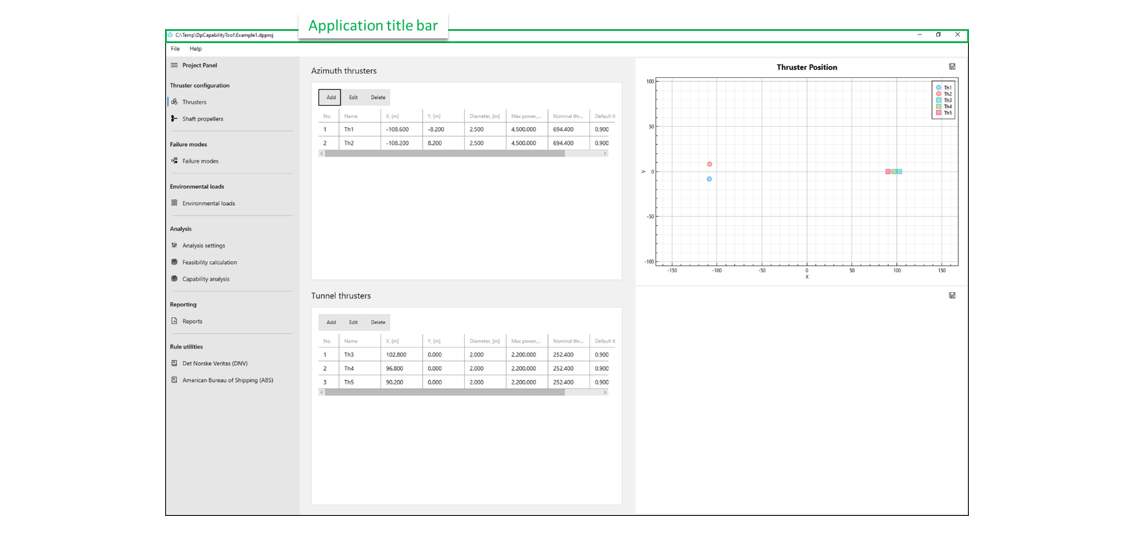 Application title bar
C:\Temp\DpCapabilityTool\Example1.dpproj
File Help
Project Panel
Thruster configuration
Thrusters
Shaft propellers
Failure modes
Failure modes
Environmental loads
Environmental loads
Analysis
Analysis settings
Feasibility calculation
Capability analysis
Reporting
Reports
Rule utilities
Det Norske Veritas (DNV)
American Bureau of Shipping (ABS)
Azimuth thrusters
Add Edit Delete
No. Name X, [m] Y, [m] Diameter, [m] Max power,... Nominal thr... Default t
1 Th1 -108.600 -8.200 2.500 4,500.000 694.400 0.900
2 Th2 -108.200 8.200 2.500 4,500.000 694.400 0.900
Tunnel thrusters
Add Edit Delete
No. Name X, [m] Y, [m] Diameter, [m] Max power,... Nominal thr... Default t
1 Th3 102.800 0.000 2.000 2,200.000 252.400 0.900
2 Th4 96.800 0.000 2.000 2,200.000 252.400 0.900
3 Th5 90.200 0.000 2.000 2,200.000 252.400 0.900
Thruster Position
100
50
0
-50
-100
Y
-150 -100 -50 0 50 100 150
X
Th1
Th2
Th3
Th4
Th5